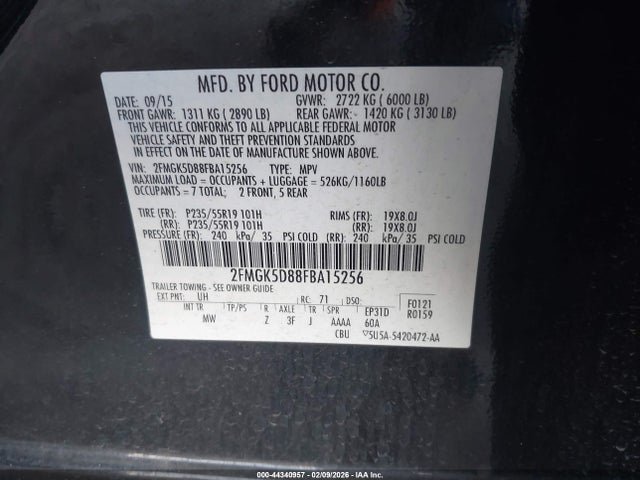 MFD. BY FORD MOTOR CO.
DATE: 09/15 GVWR: 2722 KG ( 6000 LB)
FRONT GAWR: 1311 KG ( 2890 LB) REAR GAWR: 1420 KG ( 3130 LB)
THIS VEHICLE CONFORMS TO ALL APPLICABLE FEDERAL MOTOR
VEHICLE SAFETY AND THEFT PREVENTION STANDARDS
IN EFFECT ON THE DATE OF MANUFACTURE SHOWN ABOVE.
VIN: 2FMGK5D88FBA15256 TYPE: MPV
MAXIMUM LOAD = OCCUPANTS + LUGGAGE = 526KG/1160LB
OCCUPANTS = 7 TOTAL; 2 FRONT, 5 REAR
TIRE (FR): P235/55R19 101H RIMS (FR): 19X8.0J
(RR): P235/55R19 101H (RR): 19X8.0J
PRESSURE (FR): 240 kPa/ 35 PSI COLD (RR): 240 kPa/ 35 PSI COLD
2FMGK5D88FBA15256
TRAILER TOWING - SEE OWNER GUIDE
EXT PNT: UH RC: 71 DSO: F0121
INT TR TP/PS R AXLE TR SPR EP31D R0159
MW Z 3F J AAAA 60A
CBU 5U5A-5420472-AA
000-44340957 - 02/09/2026 - COPYRIGHT IAA, LLC.